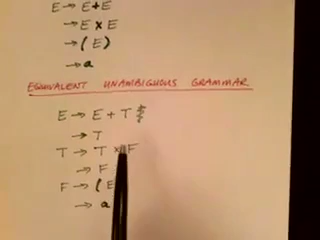 E → E + E
→ E × E
→ ( E )
→ a
EQUIVALENT UNAMBIGUOUS GRAMMAR
E → E + T
→ T
T → T × F
→ F
F → ( E
→ a